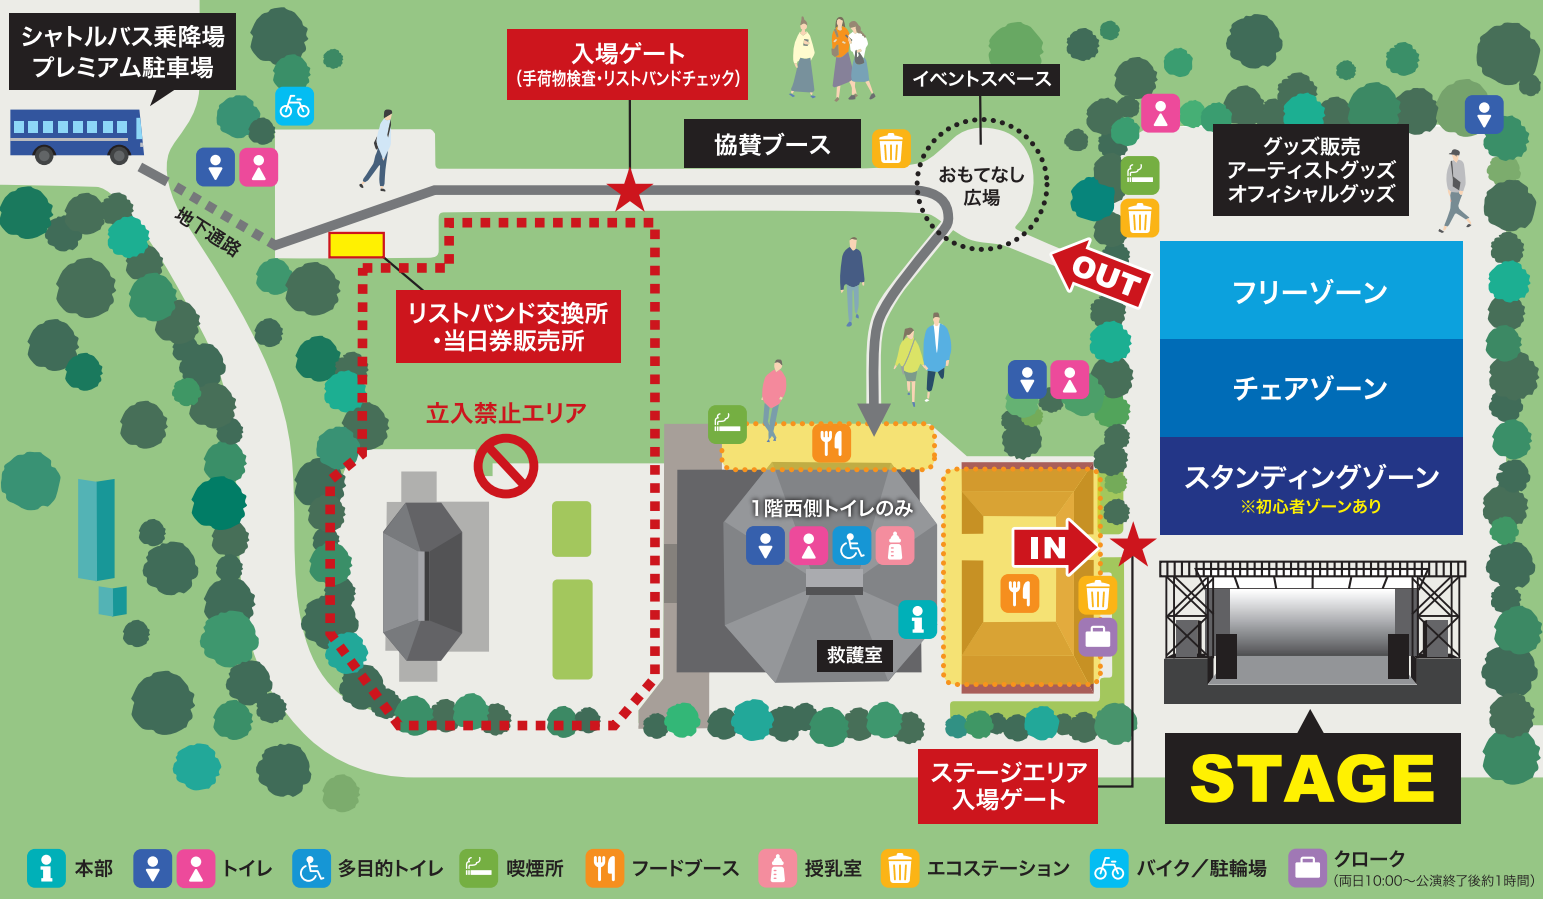 シャトルバス乗降場
プレミアム駐車場
地下通路
入場ゲート
(手荷物検査・リストバンドチェック)
イベントスペース
協賛ブース
おもてなし
広場
グッズ販売
アーティストグッズ
オフィシャルグッズ
OUT
リストバンド交換所
・当日券販売所
立入禁止エリア
フリーゾーン
チェアゾーン
スタンディングゾーン
※初心者ゾーンあり
1階西側トイレのみ
IN
救護室
ステージエリア
入場ゲート
STAGE
本部
トイレ
多目的トイレ
喫煙所
フードブース
授乳室
エコステーション
バイク／駐輪場
クローク
(両日10:00〜公演終了後約1時間)